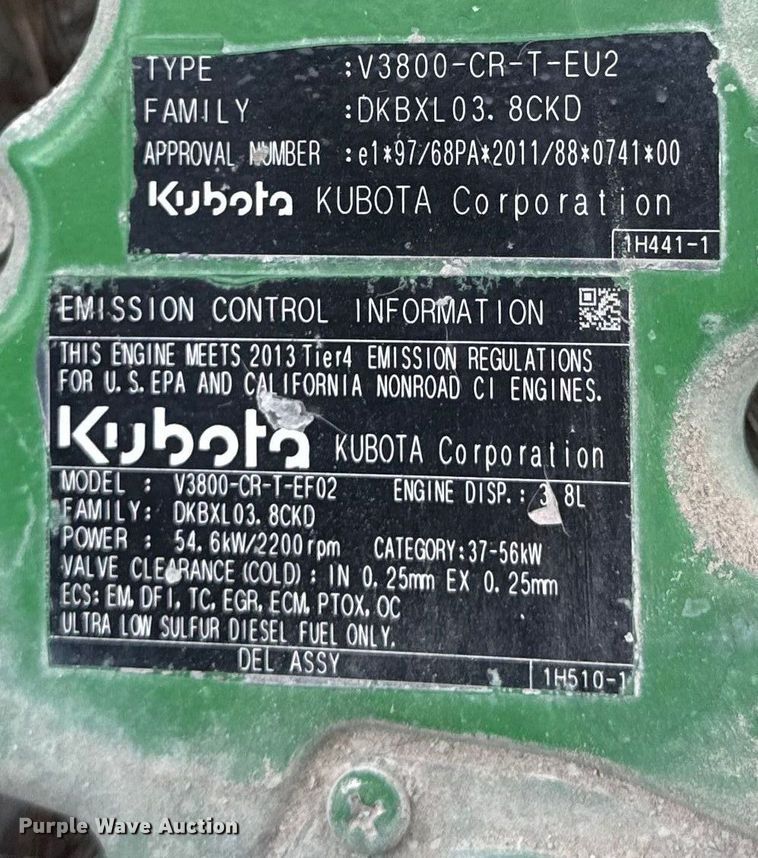 TYPE :V3800-CR-T-EU2
FAMILY :DKBXL03. 8CKD
APPROVAL NUMBER :e1*97/68PA*2011/88*0741*00
Kubota KUBOTA Corporation
1H441-1
EMISSION CONTROL INFORMATION
THIS ENGINE MEETS 2013 Tier4 EMISSION REGULATIONS
FOR U. S. EPA AND CALIFORNIA NONROAD CI ENGINES.
Kubota KUBOTA Corporation
MODEL : V3800-CR-T-EF02 ENGINE DISP. : 3. 8L
FAMILY: DKBXL03. 8CKD
POWER : 54. 6kW/2200rpm CATEGORY:37-56kW
VALVE CLEARANCE (COLD) : IN 0. 25mm EX 0. 25mm
ECS: EM, DFI, TC, EGR, ECM, PTOX, OC
ULTRA LOW SULFUR DIESEL FUEL ONLY.
DEL ASSY
1H510-1
Purple Wave Auction